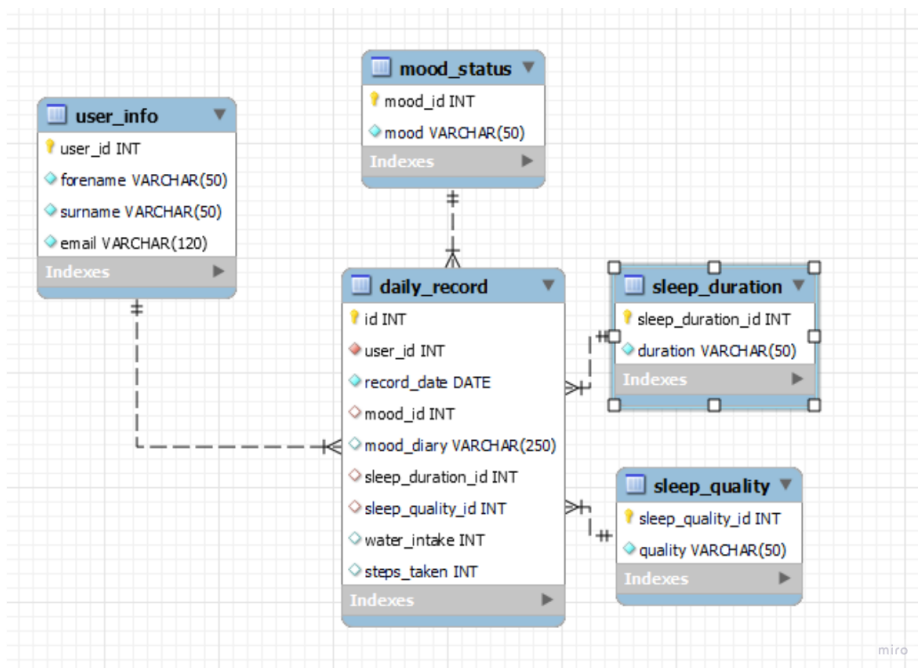 user_info
user_id INT
forename VARCHAR(50)
surname VARCHAR(50)
email VARCHAR(120)
Indexes
mood_status
mood_id INT
mood VARCHAR(50)
Indexes
daily_record
id INT
user_id INT
record_date DATE
mood_id INT
mood_diary VARCHAR(250)
sleep_duration_id INT
sleep_quality_id INT
water_intake INT
steps_taken INT
Indexes
sleep_duration
sleep_duration_id INT
duration VARCHAR(50)
Indexes
sleep_quality
sleep_quality_id INT
quality VARCHAR(50)
Indexes
miro